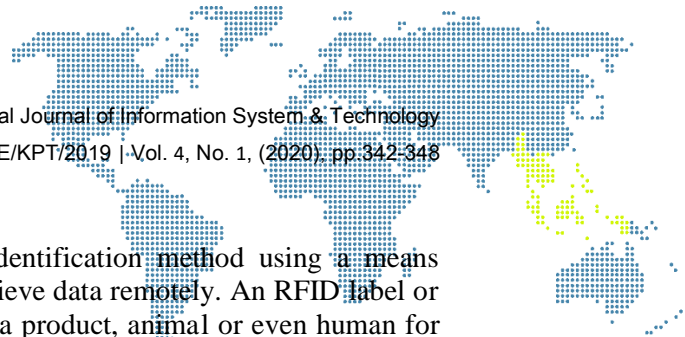 al Journal of Information System & Technology
E/KPT/2019 | Vol. 4, No. 1, (2020), pp.342-348
dentification method using a means
ieve data remotely. An RFID label or
a product, animal or even human for